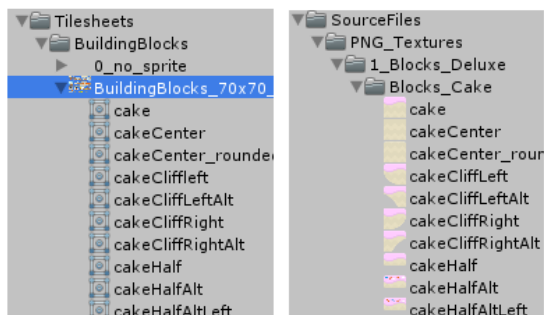 Tilesheets
BuildingBlocks
0_no_sprite
BuildingBlocks_70x70_
cake
cakeCenter
cakeCenter_rounde
cakeCliffleft
cakeCliffLeftAlt
cakeCliffRight
cakeCliffRightAlt
cakeHalf
cakeHalfAlt
cakeHalfAltLeft
SourceFiles
PNG_Textures
1_Blocks_Deluxe
Blocks_Cake
cake
cakeCenter
cakeCenter_roun
cakeCliffLeft
cakeCliffLeftAlt
cakeCliffRight
cakeCliffRightAlt
cakeHalf
cakeHalfAlt
cakeHalfAltLeft